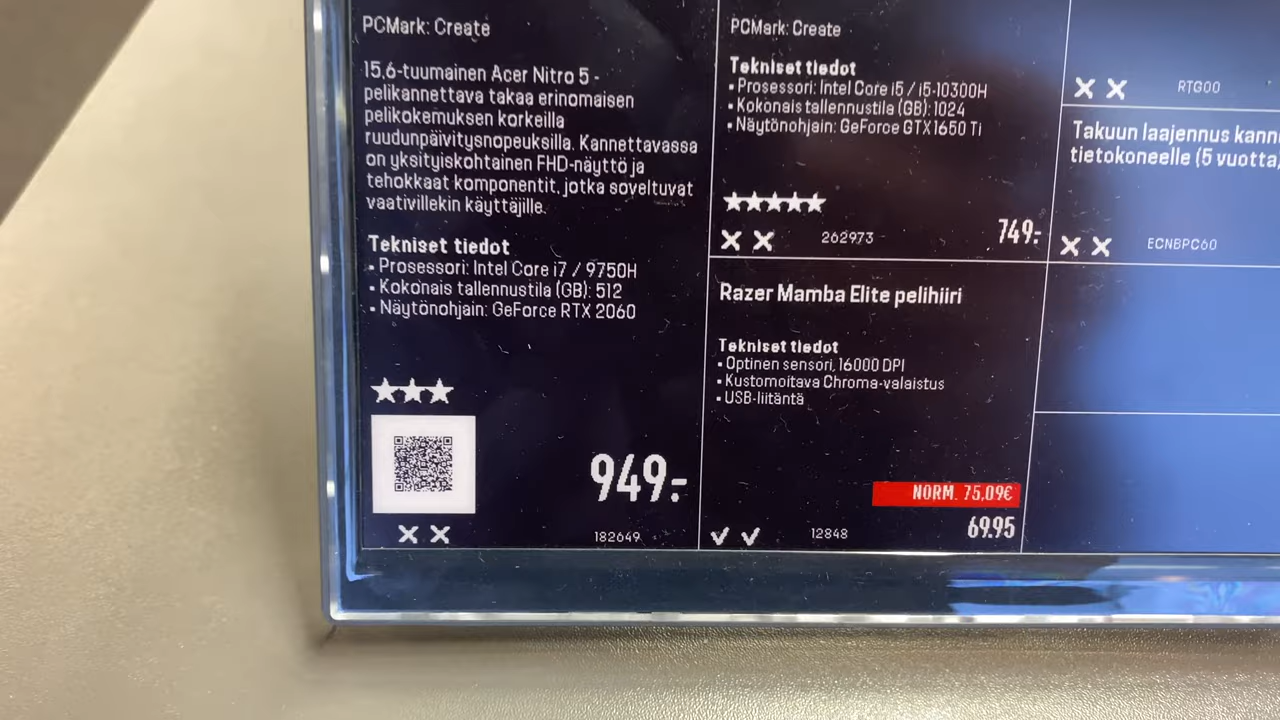 PCMark: Create
15.6-tuumainen Acer Nitro 5 -
pelikannettava takaa erinomaisen
pelikokemuksen korkeilla
ruudunpäivitysnopeuksilla. Kannettavassa
on yksityiskohtainen FHD-näyttö ja
tehokkaat komponentit, jotka soveltuvat
vaativillekin käyttäjille.
Tekniset tiedot
• Prosessori: Intel Core i7 / 9750H
• Kokonais tallennustila (GB): 512
• Näytönohjain: GeForce RTX 2060
949.-
182649
PCMark: Create
Tekniset tiedot
• Prosessori: Intel Core i5 / i5-10300H
• Kokonais tallennustila (GB): 1024
• Näytönohjain: GeForce GTX 1650 Ti
749.-
262973
Razer Mamba Elite pelihiiri
Tekniset tiedot
• Optinen sensori, 16000 DPI
• Kustomoitava Chroma-valaistus
• USB-liitäntä
NORM. 75,09€
69.95
12848
RTG00
Takuun laajennus kann
tietokoneelle (5 vuotta,
ECNBPC60